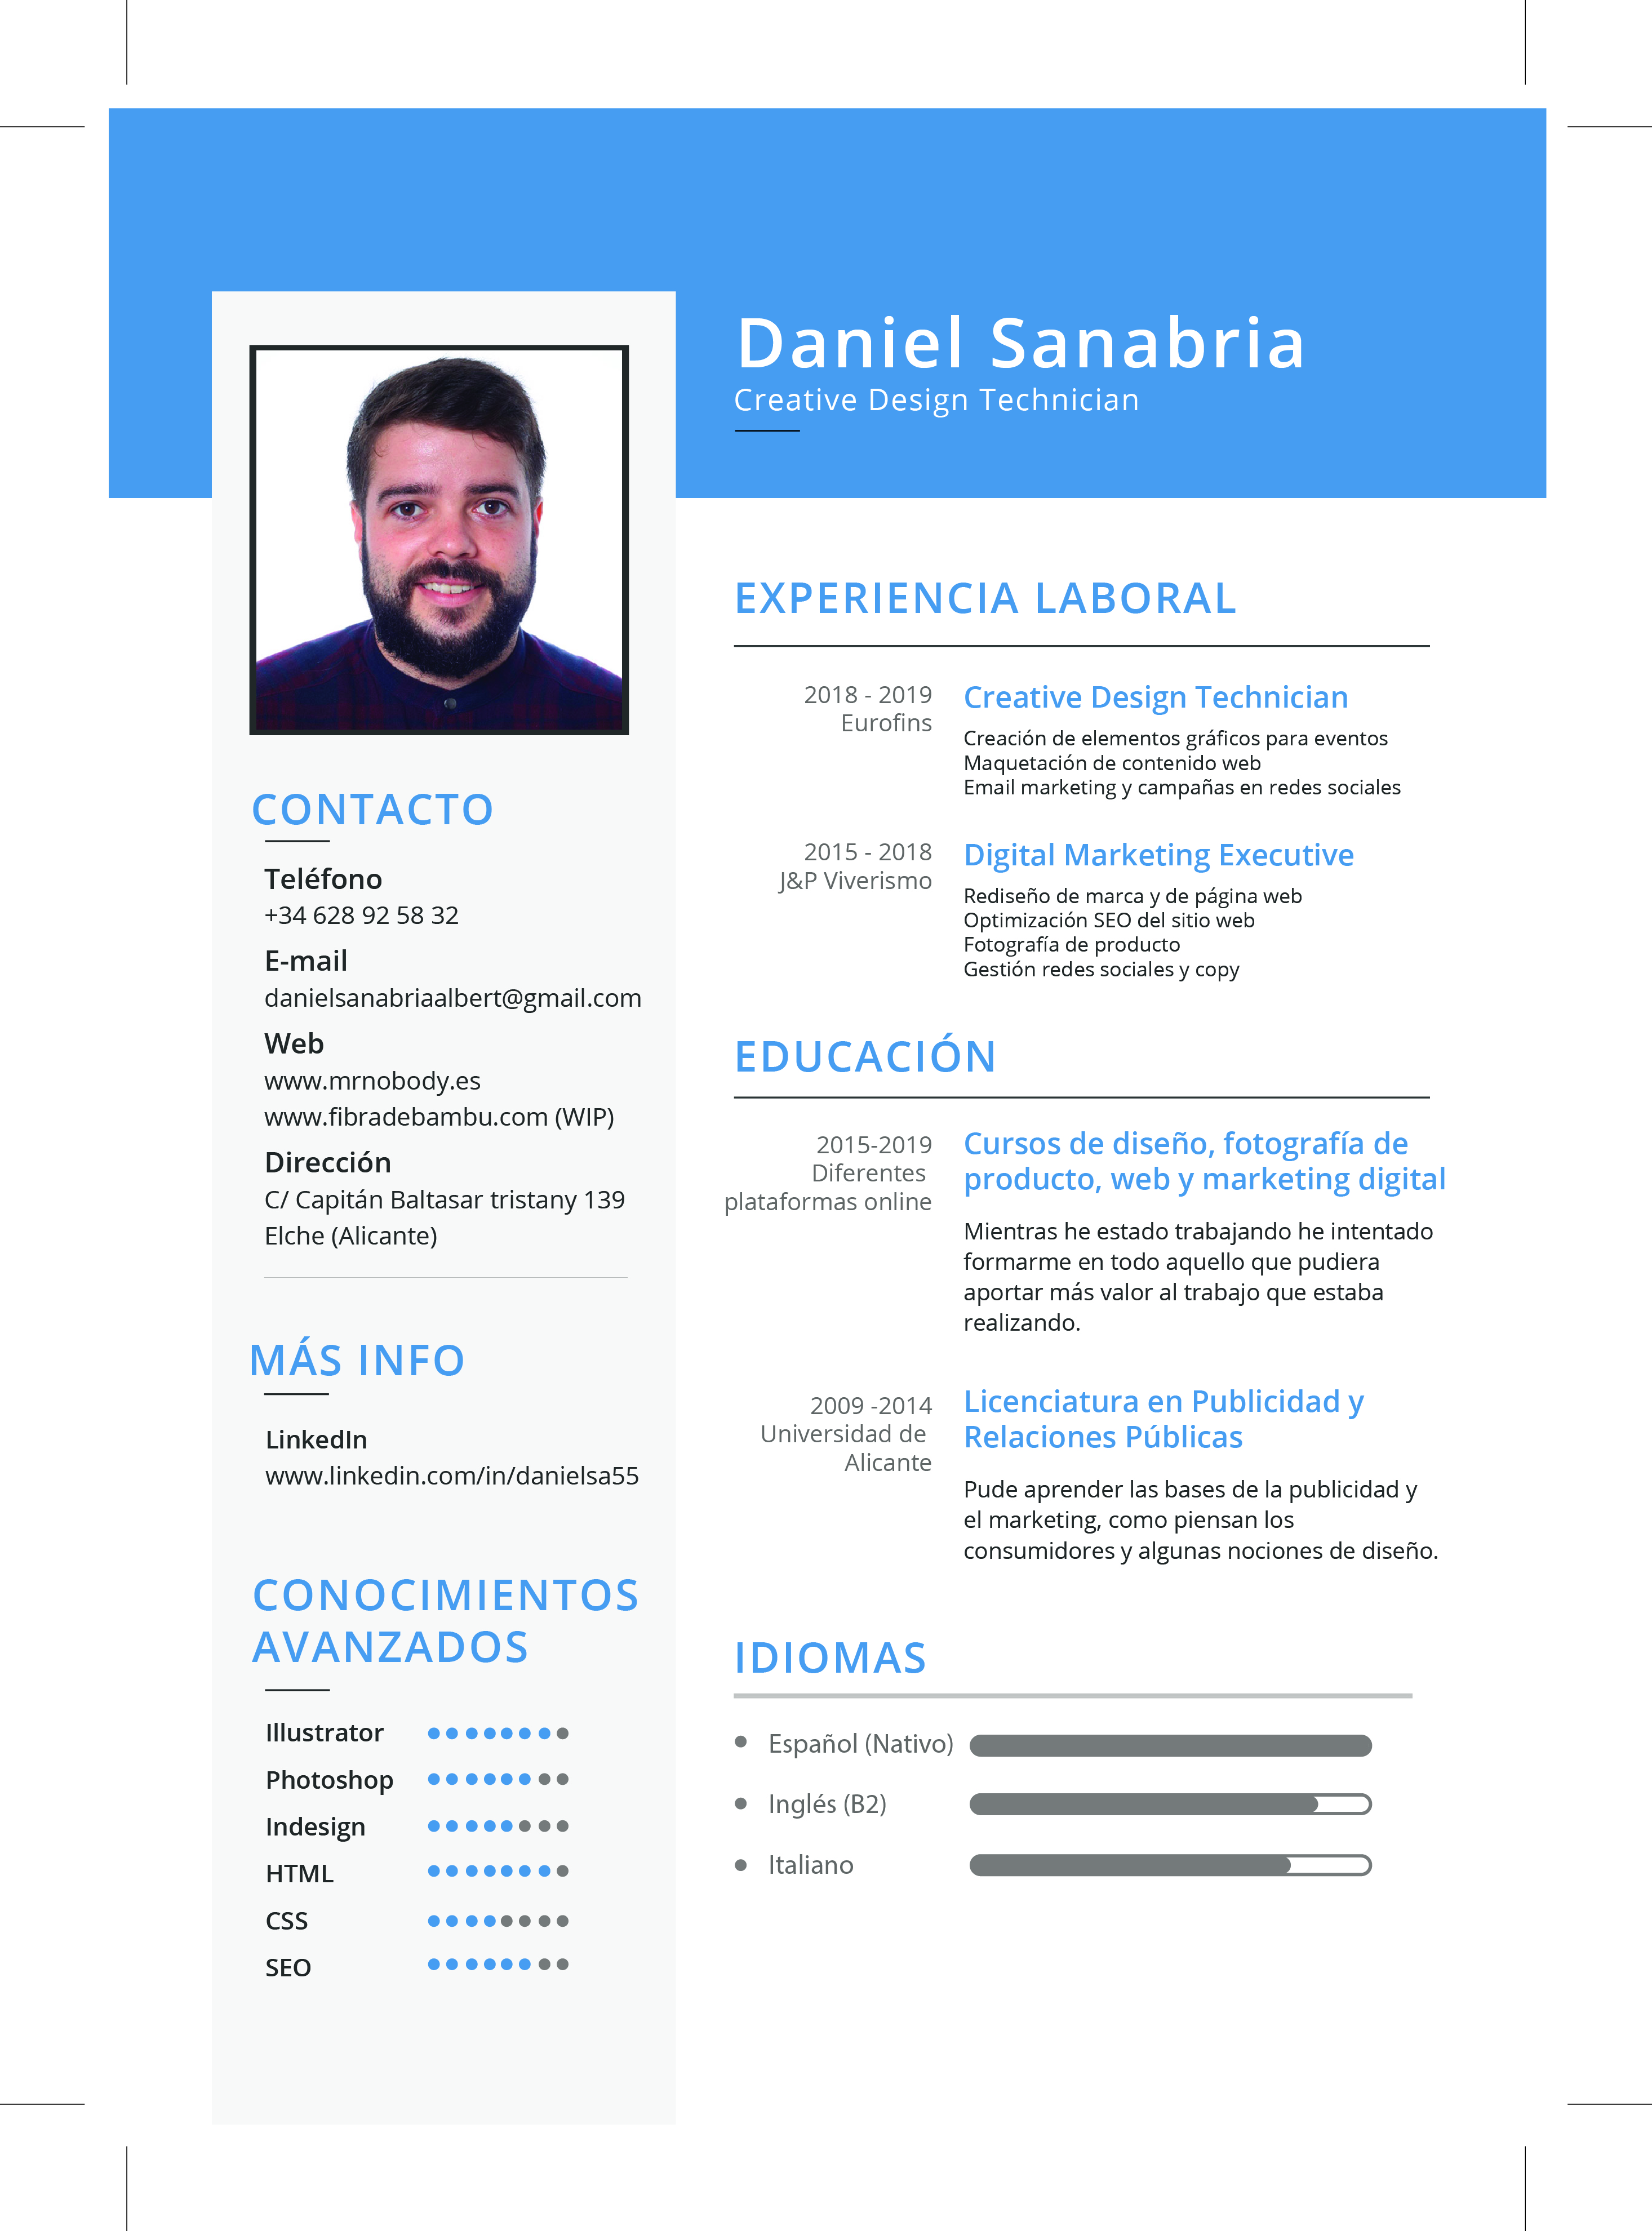 Daniel Sanabria
Creative Design Technician
CONTACTO
Teléfono
+34 628 92 58 32
E-mail
danielsanabriaalbert@gmail.com
Web
www.mrnobody.es
www.fibradebambu.com (WIP)
Dirección
C/ Capitán Baltasar tristany 139
Elche (Alicante)
MÁS INFO
LinkedIn
www.linkedin.com/in/danielsa55
CONOCIMIENTOS
AVANZADOS
Illustrator
Photoshop
Indesign
HTML
CSS
SEO
EXPERIENCIA LABORAL
2018 - 2019
Eurofins
Creative Design Technician
Creación de elementos gráficos para eventos
Maquetación de contenido web
Email marketing y campañas en redes sociales
2015 - 2018
J&P Viverismo
Digital Marketing Executive
Rediseño de marca y de página web
Optimización SEO del sitio web
Fotografía de producto
Gestión redes sociales y copy
EDUCACIÓN
2015-2019
Diferentes
plataformas online
Cursos de diseño, fotografía de
producto, web y marketing digital
Mientras he estado trabajando he intentado
formarme en todo aquello que pudiera
aportar más valor al trabajo que estaba
realizando.
2009 -2014
Universidad de
Alicante
Licenciatura en Publicidad y
Relaciones Públicas
Pude aprender las bases de la publicidad y
el marketing, como piensan los
consumidores y algunas nociones de diseño.
IDIOMAS
Español (Nativo)
Inglés (B2)
Italiano